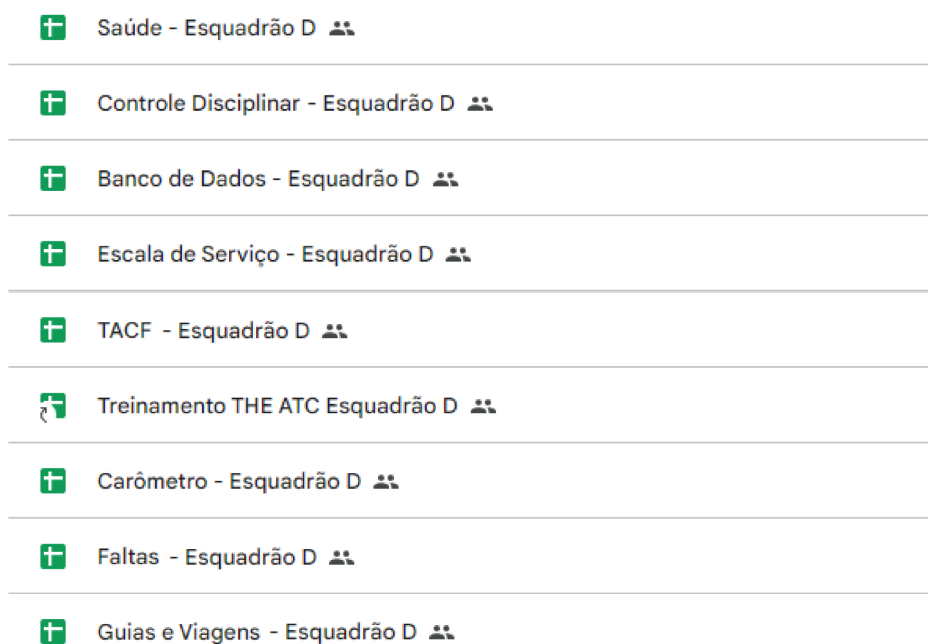 Saúde - Esquadrão D
Controle Disciplinar - Esquadrão D
Banco de Dados - Esquadrão D
Escala de Serviço - Esquadrão D
TACF - Esquadrão D
Treinamento THE ATC Esquadrão D
Carômetro - Esquadrão D
Faltas - Esquadrão D
Guias e Viagens - Esquadrão D